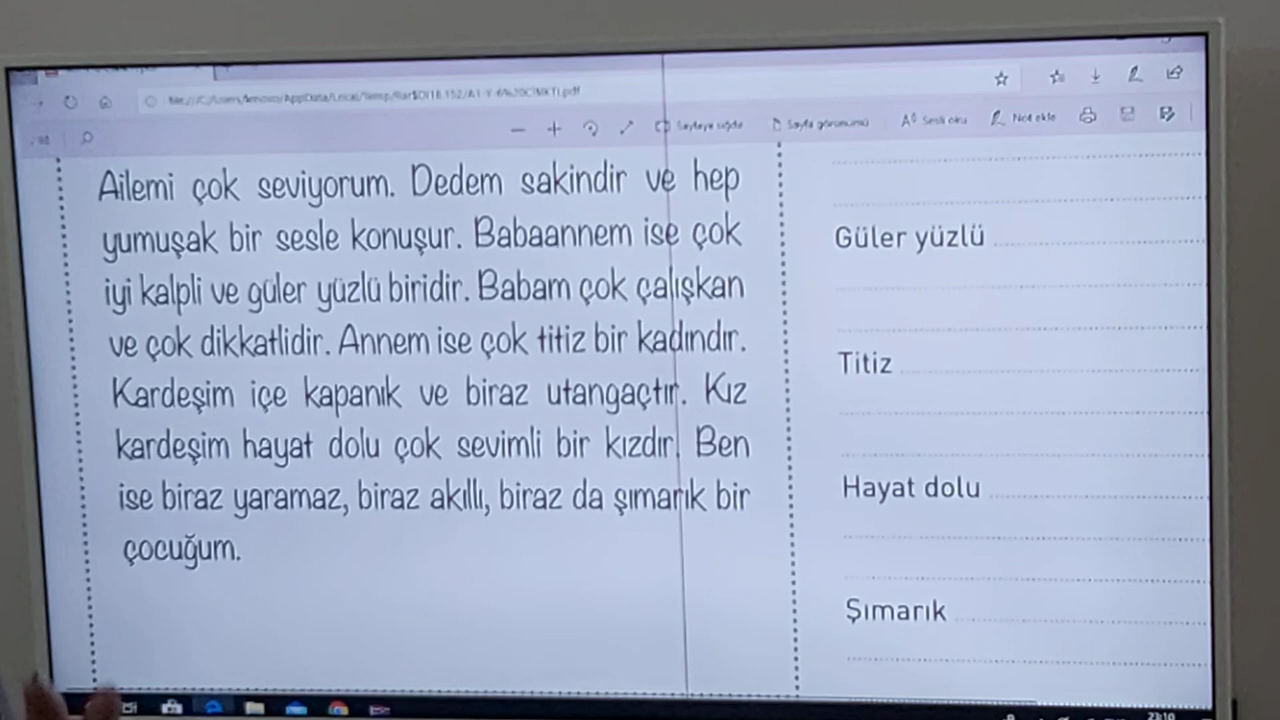 Sayfaya sığdır
Sayfa görünümü
Sesli oku
Not ekle
Ailemi çok seviyorum. Dedem sakindir ve hep
yumuşak bir sesle konuşur. Babaannem ise çok
iyi kalpli ve güler yüzlü biridir. Babam çok çalışkan
ve çok dikkatlidir. Annem ise çok titiz bir kadındır.
Kardeşim içe kapanık ve biraz utangaçtır. Kız
kardeşim hayat dolu çok sevimli bir kızdır. Ben
ise biraz yaramaz, biraz akıllı, biraz da şımarık bir
çocuğum.
Güler yüzlü
Titiz
Hayat dolu
Şımarık